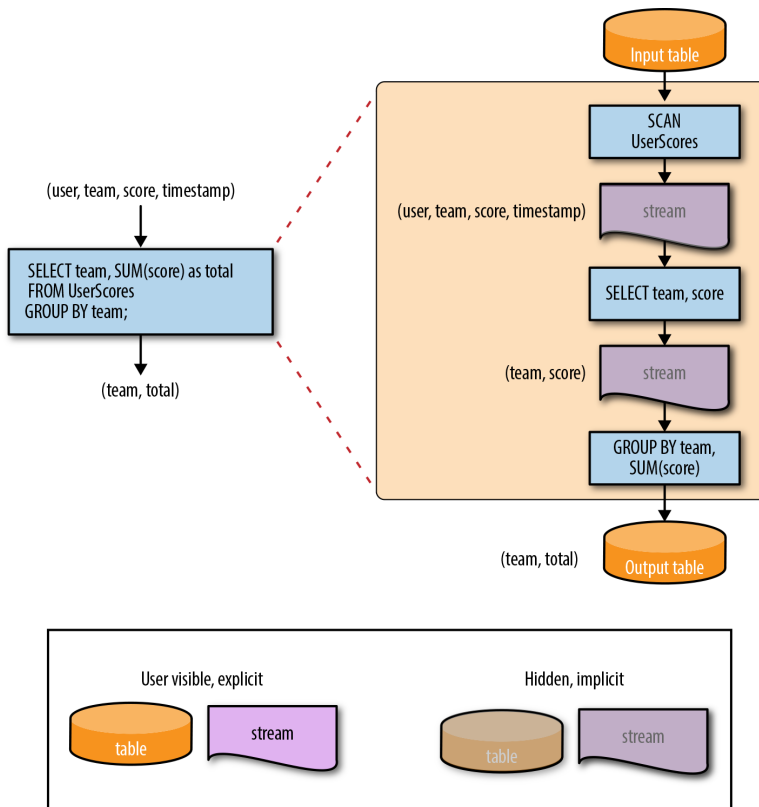 Input table
SCAN
UserScores
(user, team, score, timestamp)
stream
SELECT team, score
(team, score)
stream
GROUP BY team,
SUM(score)
(team, total)
Output table
(user, team, score, timestamp)
SELECT team, SUM(score) as total
FROM UserScores
GROUP BY team;
(team, total)
User visible, explicit
table
stream
Hidden, implicit
table
stream